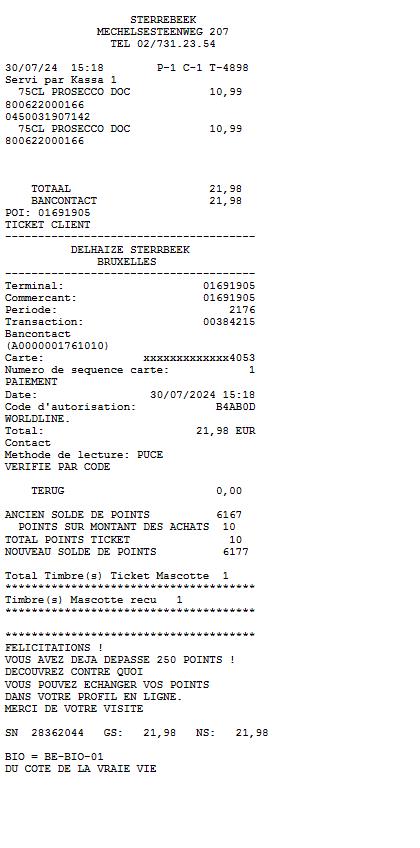 STERREBEEK
MECHELSESTEENWEG 207
TEL 02/731.23.54
30/07/24 15:18 P-1 C-1 T-4898
Servi par Kassa 1
75CL PROSECCO DOC 10,99
800622000166
0450031907142
75CL PROSECCO DOC 10,99
800622000166
TOTAAL 21,98
BANCONTACT 21,98
POI: 01691905
TICKET CLIENT
------------------------------------
DELHAIZE STERRBEEK
BRUXELLES
------------------------------------
Terminal: 01691905
Commercant: 01691905
Periode: 2176
Transaction: 00384215
Bancontact
(A0000001761010)
Carte: xxxxxxxxxxxxx4053
Numero de sequence carte: 1
PAIEMENT
Date: 30/07/2024 15:18
Code d'autorisation: B4AB0D
WORLDLINE.
Total: 21,98 EUR
Contact
Methode de lecture: PUCE
VERIFIE PAR CODE
TERUG 0,00
ANCIEN SOLDE DE POINTS 6167
POINTS SUR MONTANT DES ACHATS 10
TOTAL POINTS TICKET 10
NOUVEAU SOLDE DE POINTS 6177
Total Timbre(s) Ticket Mascotte 1
**************************************
Timbre(s) Mascotte recu 1
**************************************
**************************************
FELICITATIONS !
VOUS AVEZ DEJA DEPASSE 250 POINTS !
DECOUVREZ CONTRE QUOI
VOUS POUVEZ ECHANGER VOS POINTS
DANS VOTRE PROFIL EN LIGNE.
MERCI DE VOTRE VISITE
SN 28362044 GS: 21,98 NS: 21,98
BIO = BE-BIO-01
DU COTE DE LA VRAIE VIE